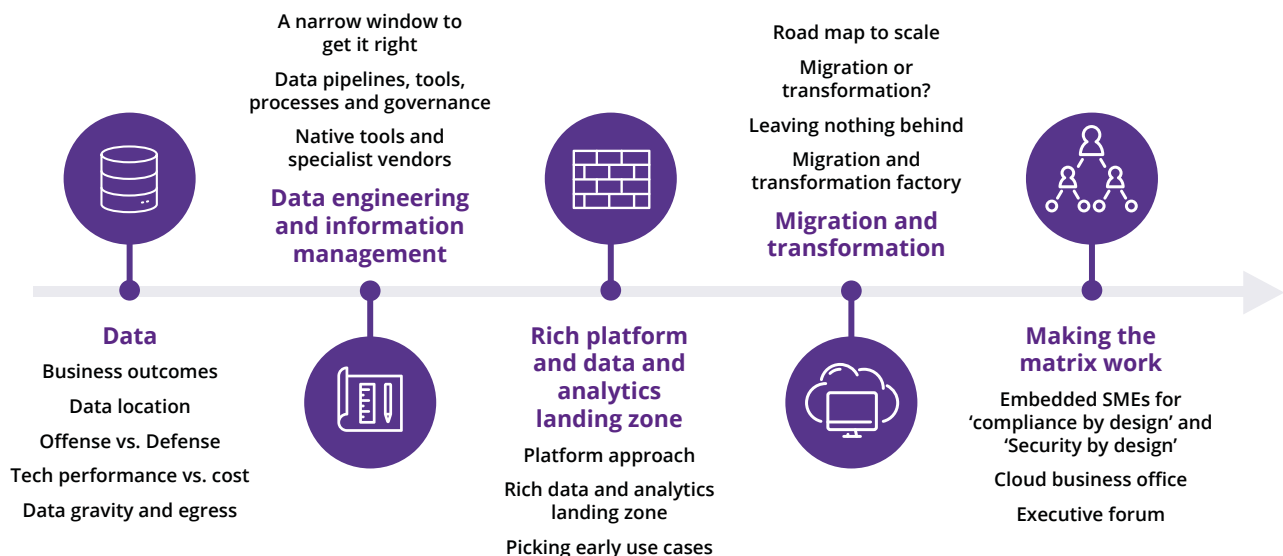 Data
Business outcomes
Data location
Offense vs. Defense
Tech performance vs. cost
Data gravity and egress
A narrow window to
get it right
Data pipelines, tools,
processes and governance
Native tools and
specialist vendors
Data engineering
and information
management
Rich platform
and data and
analytics
landing zone
Platform approach
Rich data and analytics
landing zone
Picking early use cases
Road map to scale
Migration or
transformation?
Leaving nothing behind
Migration and
transformation factory
Migration and
transformation
Making the
matrix work
Embedded SMEs for
‘compliance by design’ and
‘Security by design’
Cloud business office
Executive forum